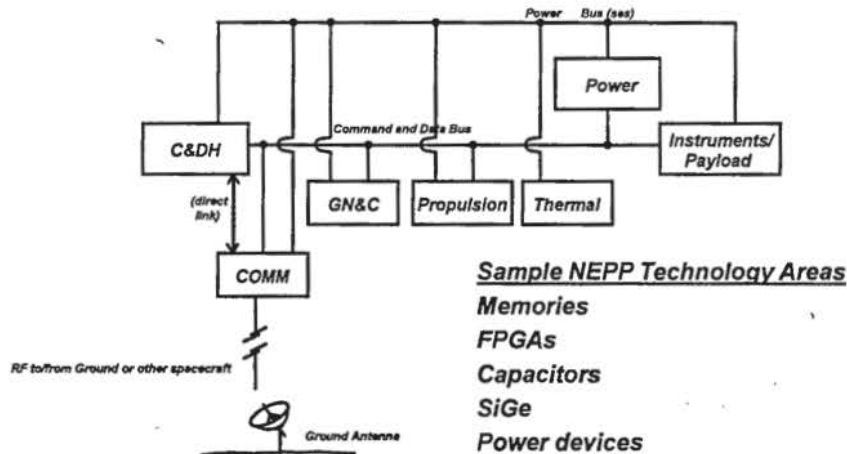 Power Bus (ses)
Power
Command and Data Bus
C&DH
Instruments/
Payload
(direct
link)
GN&C
Propulsion
Thermal
COMM
Sample NEPP Technology Areas
Memories
FPGAs
RF to/from Ground or other spacecraft
Capacitors
SiGe
Ground Antenne
Power devices